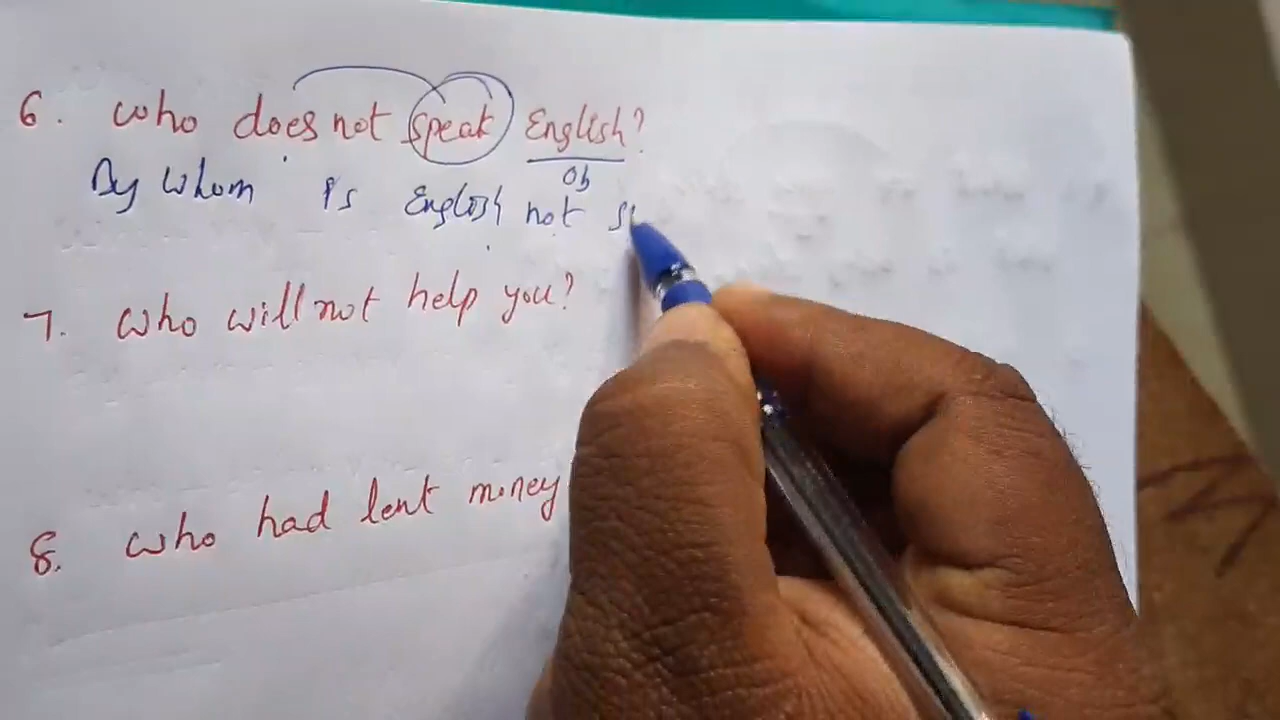 6. who does not speak English?
Ob
By whom is English not s
7. who will not help you?
8. who had lent money